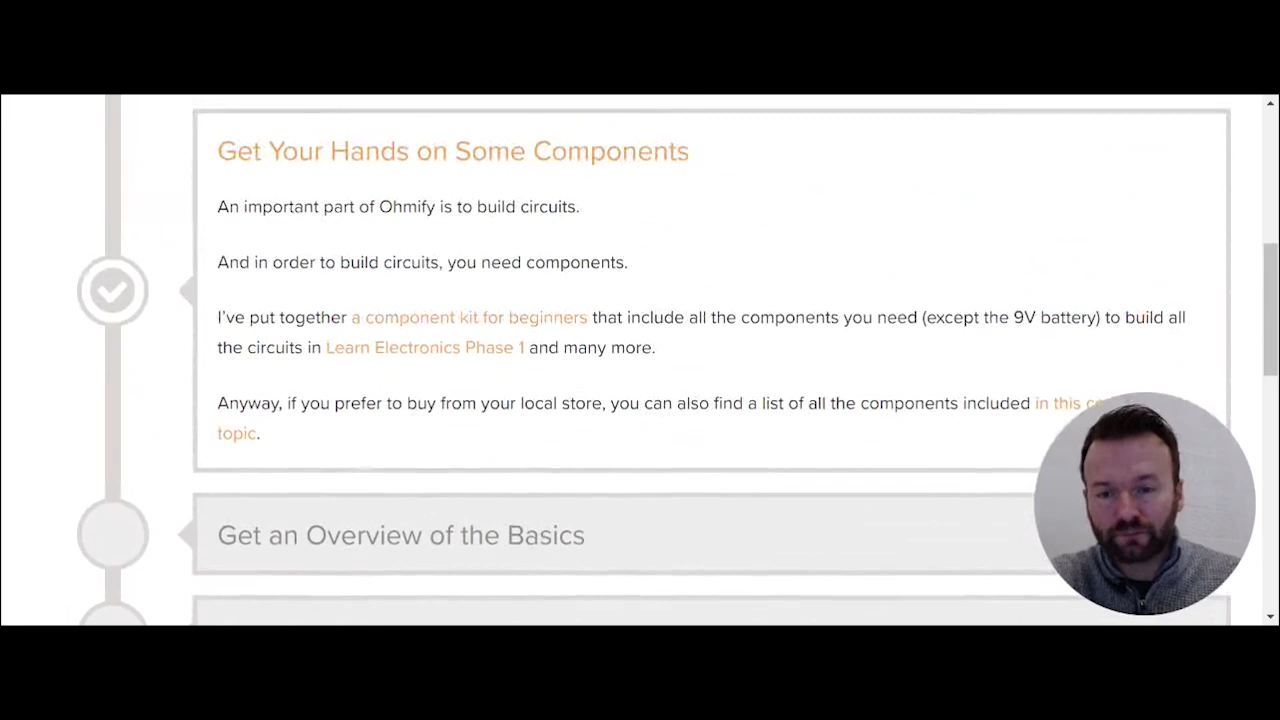 Get Your Hands on Some Components
An important part of Ohmify is to build circuits.
And in order to build circuits, you need components.
I've put together a component kit for beginners that include all the components you need (except the 9V battery) to build all
the circuits in Learn Electronics Phase 1 and many more.
Anyway, if you prefer to buy from your local store, you can also find a list of all the components included in this
topic.
Get an Overview of the Basics